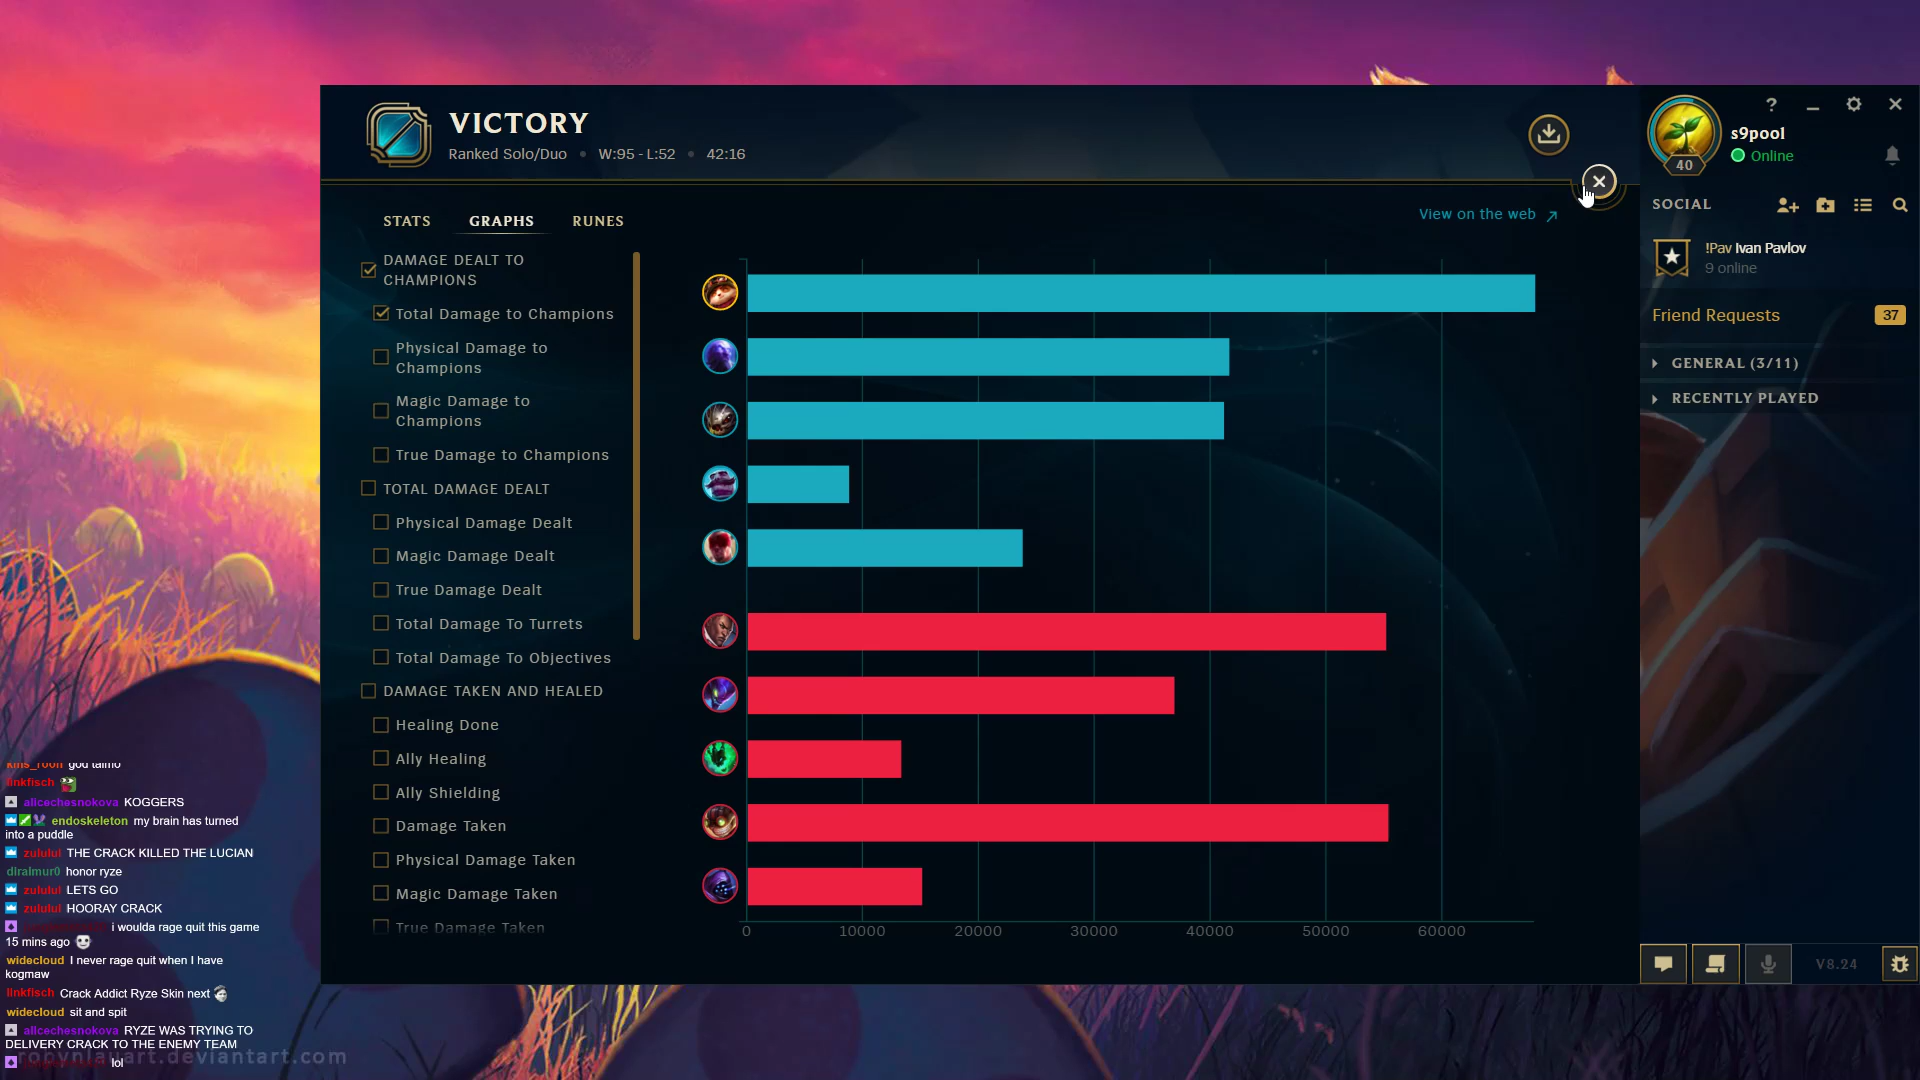 VICTORY
Ranked Solo/Duo • W:95 - L:52 • 42:16
STATS GRAPHS RUNES
View on the web
DAMAGE DEALT TO
CHAMPIONS
Total Damage to Champions
Physical Damage to
Champions
Magic Damage to
Champions
True Damage to Champions
TOTAL DAMAGE DEALT
Physical Damage Dealt
Magic Damage Dealt
True Damage Dealt
Total Damage To Turrets
Total Damage To Objectives
DAMAGE TAKEN AND HEALED
Healing Done
Ally Healing
Ally Shielding
Damage Taken
Physical Damage Taken
Magic Damage Taken
True Damage Taken
0 10000 20000 30000 40000 50000 60000
?
s9pool
40
Online
SOCIAL
!Pav Ivan Pavlov
9 online
Friend Requests 37
GENERAL (3/11)
RECENTLY PLAYED
V8.24
linkfisch
alicechesnokova KOGGERS
endoskeleton my brain has turned
into a puddle
zululul THE CRACK KILLED THE LUCIAN
diralmur0 honor ryze
zululul LETS GO
zululul HOORAY CRACK
i woulda rage quit this game
15 mins ago
widecloud I never rage quit when I have
kogmaw
linkfisch Crack Addict Ryze Skin next
widecloud sit and spit
alicechesnokova RYZE WAS TRYING TO
DELIVERY CRACK TO THE ENEMY TEAM
lol